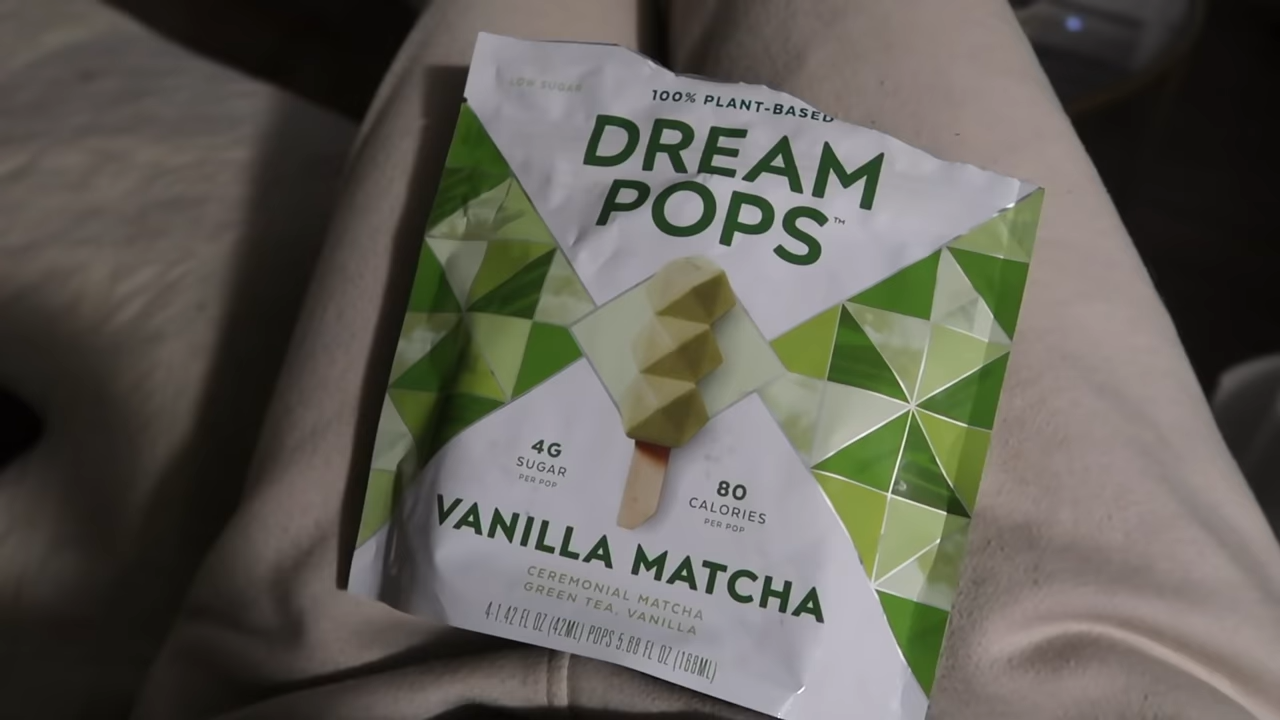 LOW SUGAR
100% PLANT-BASED
DREAM
POPS™
4G
SUGAR
PER POP
80
CALORIES
PER POP
VANILLA MATCHA
CEREMONIAL MATCHA
GREEN TEA, VANILLA
4-1.42 FL OZ (42ML) POPS 5.68 FL OZ (168ML)